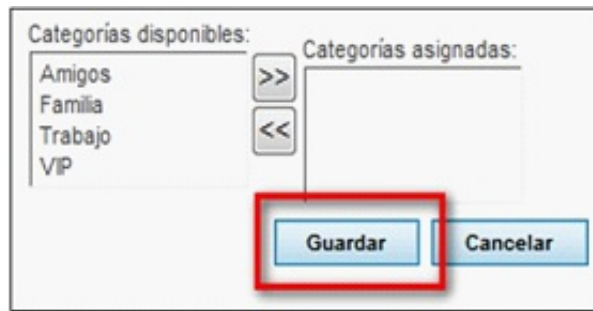 Categorías disponibles:
Categorías asignadas:
Amigos
Familia
Trabajo
VIP
>>
<<
Guardar
Cancelar